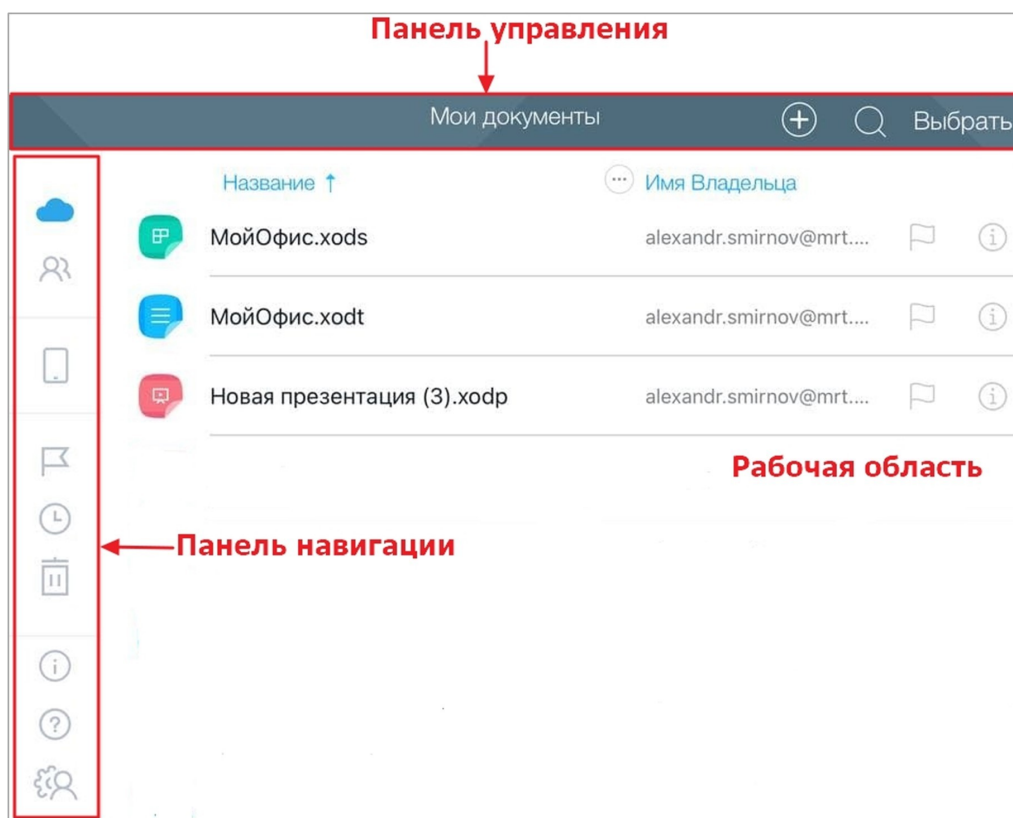 Панель управления
Мои документы Выбрать
Название ↑ Имя Владельца
МойОфис.xods alexandr.smirnov@mrt....
МойОфис.xodt alexandr.smirnov@mrt....
Новая презентация (3).xodp alexandr.smirnov@mrt....
Рабочая область
Панель навигации